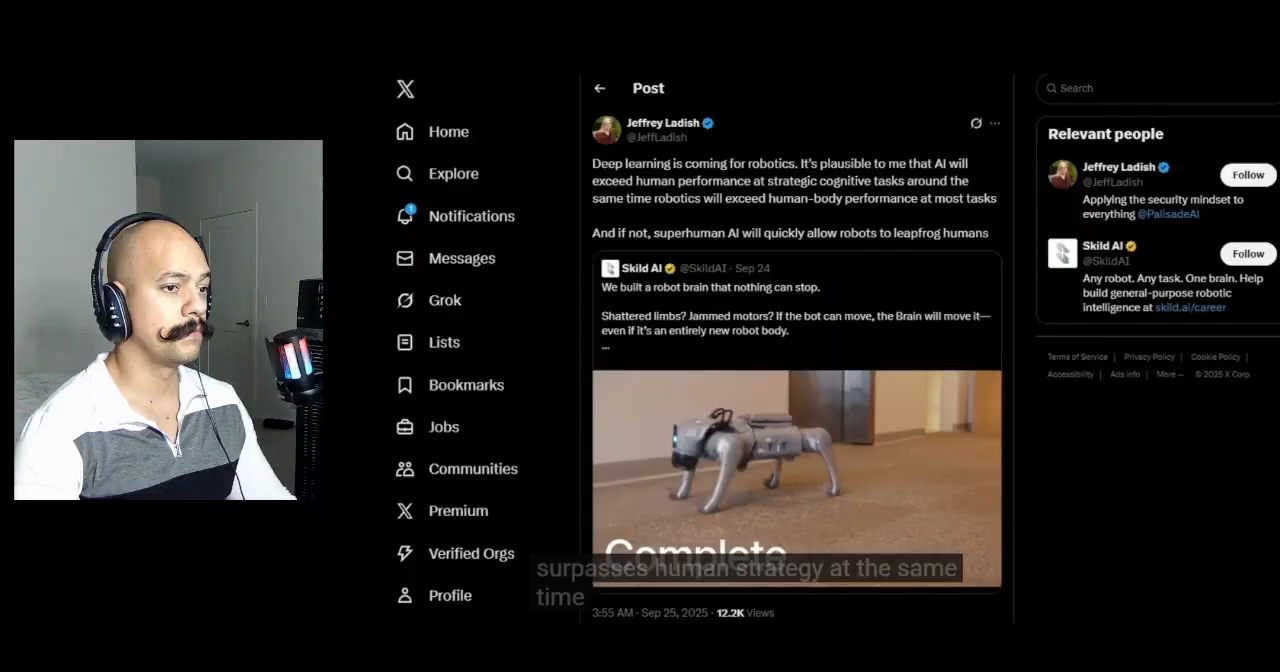 Home
Explore
1
Notifications
Messages
Grok
Lists
Bookmarks
Jobs
Communities
Premium
Verified Orgs
Profile
Post
Jeffrey Ladish
@JeffLadish
Deep learning is coming for robotics. It's plausible to me that AI will
exceed human performance at strategic cognitive tasks around the
same time robotics will exceed human-body performance at most tasks
And if not, superhuman AI will quickly allow robots to leapfrog humans
Skild AI @SkildAI · Sep 24
We built a robot brain that nothing can stop.
Shattered limbs? Jammed motors? If the bot can move, the Brain will move it—
even if it's an entirely new robot body.
...
Complete
surpasses human strategy at the same
time
3:55 AM · Sep 25, 2025 · 12.2K Views
Search
Relevant people
Jeffrey Ladish
Follow
@JeffLadish
Applying the security mindset to
everything @PalisadeAI
Skild AI
Follow
@SkildAI
Any robot. Any task. One brain. Help
build general-purpose robotic
intelligence at skild.ai/career
Terms of Service | Privacy Policy | Cookie Policy |
Accessibility | Ads info | More ··· © 2025 X Corp.